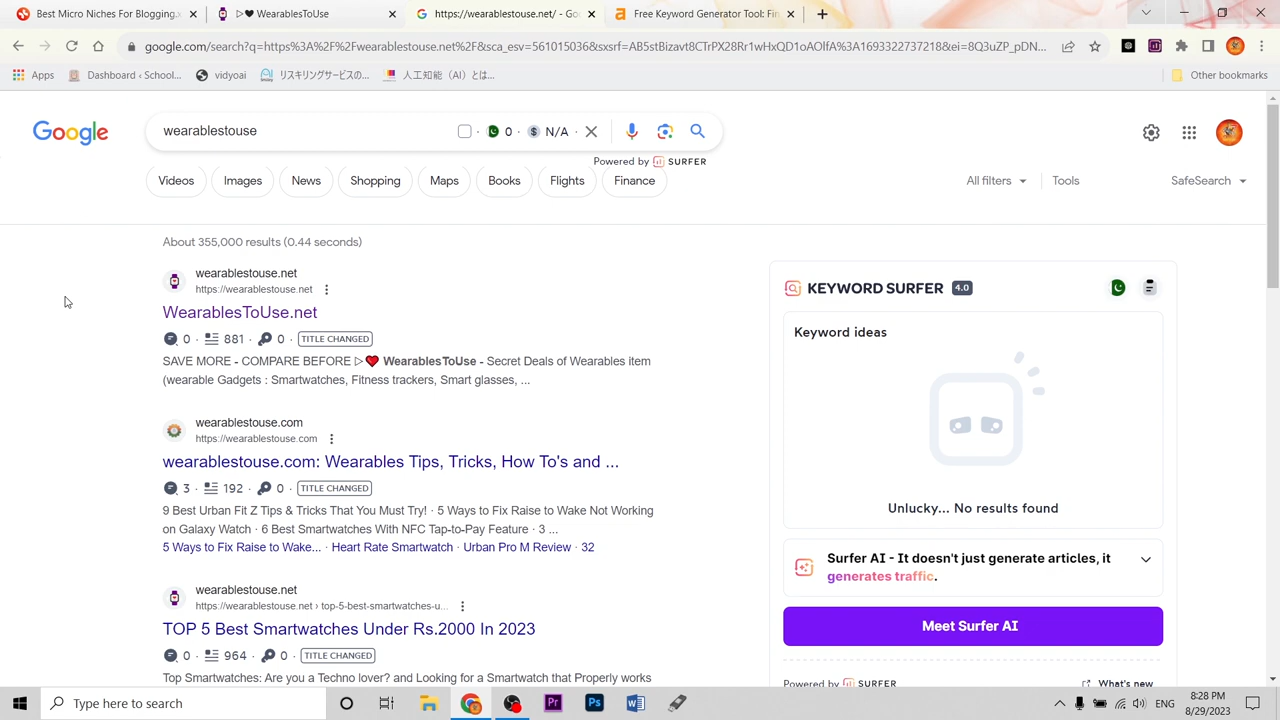 Best Micro Niches For Blogging.
▷♥ WearablesToUse
https://wearablestouse.net/ - Goo
Free Keyword Generator Tool: Fin
google.com/search?q=https%3A%2F%2Fwearablestouse.net%2F&sca_esv=561015036&sxsrf=AB5stBizavt8CTrPX28Rr1wHxQD1oAOlfA%3A1693322737218&ei=8Q3uZP_pDN...
Apps
Dashboard ‹ School...
vidyoai
リスキリングサービスの...
人工知能（AI）とは...
Other bookmarks
Google
wearablestouse
0 · $ N/A ·
Powered by SURFER
Videos
Images
News
Shopping
Maps
Books
Flights
Finance
All filters
Tools
SafeSearch
About 355,000 results (0.44 seconds)
wearablestouse.net
https://wearablestouse.net
WearablesToUse.net
0 · 881 · 0 TITLE CHANGED
SAVE MORE - COMPARE BEFORE ▷❤ WearablesToUse - Secret Deals of Wearables item
(wearable Gadgets : Smartwatches, Fitness trackers, Smart glasses, ...
wearablestouse.com
https://wearablestouse.com
wearablestouse.com: Wearables Tips, Tricks, How To's and ...
3 · 192 · 0 TITLE CHANGED
9 Best Urban Fit Z Tips & Tricks That You Must Try! · 5 Ways to Fix Raise to Wake Not Working
on Galaxy Watch · 6 Best Smartwatches With NFC Tap-to-Pay Feature · 3 ...
5 Ways to Fix Raise to Wake... · Heart Rate Smartwatch · Urban Pro M Review · 32
wearablestouse.net
https://wearablestouse.net › top-5-best-smartwatches-u...
TOP 5 Best Smartwatches Under Rs.2000 In 2023
0 · 964 · 0 TITLE CHANGED
Top Smartwatches: Are you a Techno lover? and Looking for a Smartwatch that Properly works
KEYWORD SURFER 4.0
Keyword ideas
Unlucky... No results found
Surfer AI - It doesn't just generate articles, it
generates traffic.
Meet Surfer AI
Powered by SURFER
What's new
Type here to search
Pr
Ps
W
ENG
8:28 PM
8/29/2023